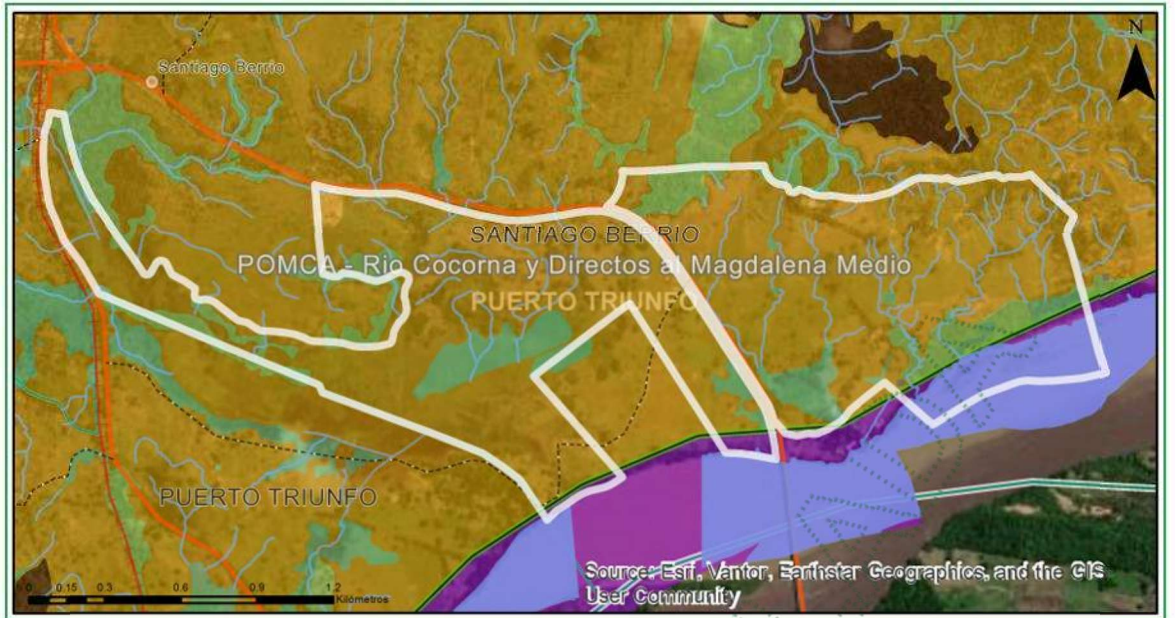 N
Santiago Berrio
SANTIAGO BERRIO
POMCA - Rio Cocorna y Directos al Magdalena Medio
PUERTO TRIUNFO
PUERTO TRIUNFO
0 0.15 0.3 0.6 0.9 1.2
Kilómetros
Source: Esri, Vantor, Earthstar Geographics, and the GIS
User Community